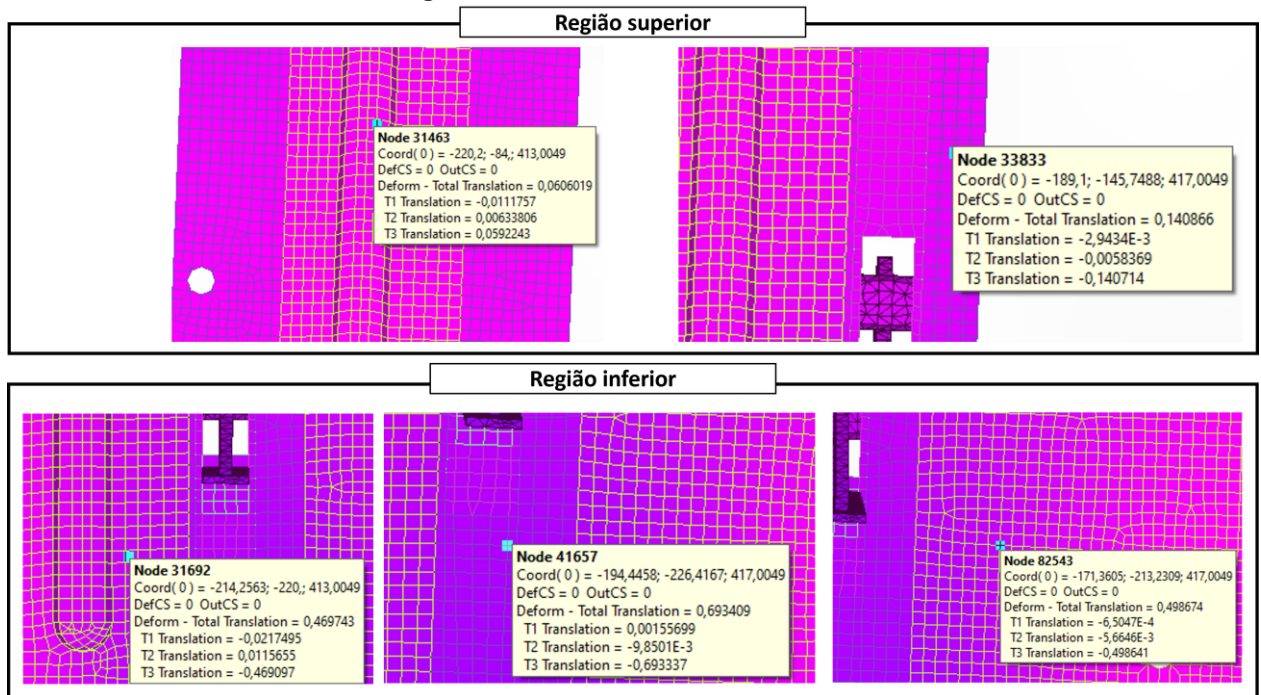 Região superior
Node 31463
Coord( 0 ) = -220,2; -84,; 413,0049
DefCS = 0 OutCS = 0
Deform - Total Translation = 0,0606019
T1 Translation = -0,0111757
T2 Translation = 0,00633806
T3 Translation = 0,0592243
Node 33833
Coord( 0 ) = -189,1; -145,7488; 417,0049
DefCS = 0 OutCS = 0
Deform - Total Translation = 0,140866
T1 Translation = -2,9434E-3
T2 Translation = -0,0058369
T3 Translation = -0,140714
Região inferior
Node 31692
Coord( 0 ) = -214,2563; -220,; 413,0049
DefCS = 0 OutCS = 0
Deform - Total Translation = 0,469743
T1 Translation = -0,0217495
T2 Translation = 0,0115655
T3 Translation = -0,469097
Node 41657
Coord( 0 ) = -194,4458; -226,4167; 417,0049
DefCS = 0 OutCS = 0
Deform - Total Translation = 0,693409
T1 Translation = 0,00155699
T2 Translation = -9,8501E-3
T3 Translation = -0,693337
Node 82543
Coord( 0 ) = -171,3605; -213,2309; 417,0049
DefCS = 0 OutCS = 0
Deform - Total Translation = 0,498674
T1 Translation = -6,5047E-4
T2 Translation = -5,6646E-3
T3 Translation = -0,498641